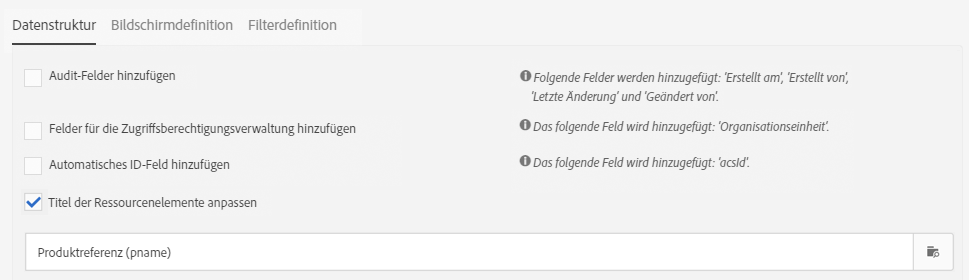 Datenstruktur Bildschirmdefinition Filterdefinition
Audit-Felder hinzufügen
Folgende Felder werden hinzugefügt: 'Erstellt am', 'Erstellt von',
'Letzte Änderung' und 'Geändert von'.
Felder für die Zugriffsberechtigungsverwaltung hinzufügen
Das folgende Feld wird hinzugefügt: 'Organisationseinheit'.
Automatisches ID-Feld hinzufügen
Das folgende Feld wird hinzugefügt: 'acsId'.
Titel der Ressourcenelemente anpassen
Produktreferenz (pname)